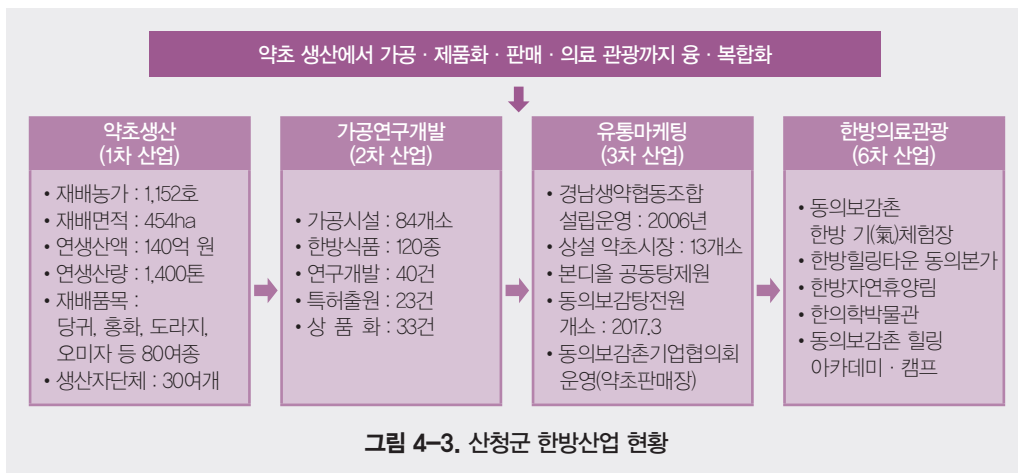 약초 생산에서 가공 · 제품화 · 판매 · 의료 관광까지 융 · 복합화
약초생산
(1차 산업)
• 재배농가 : 1,152호
• 재배면적 : 454ha
• 연생산액 : 140억 원
• 연생산량 : 1,400톤
• 재배품목 :
당귀, 홍화, 도라지,
오미자 등 80여종
• 생산자단체 : 30여개
가공연구개발
(2차 산업)
• 가공시설 : 84개소
• 한방식품 : 120종
• 연구개발 : 40건
• 특허출원 : 23건
• 상 품 화 : 33건
유통마케팅
(3차 산업)
• 경남생약협동조합
설립운영 : 2006년
• 상설 약초시장 : 13개소
• 본디올 공동탕제원
• 동의보감탕전원
개소 : 2017.3
• 동의보감촌기업협의회
운영(약초판매장)
한방의료관광
(6차 산업)
• 동의보감촌
한방 기(氣)체험장
• 한방힐링타운 동의본가
• 한방자연휴양림
• 한의학박물관
• 동의보감촌 힐링
아카데미 · 캠프
그림 4-3. 산청군 한방산업 현황